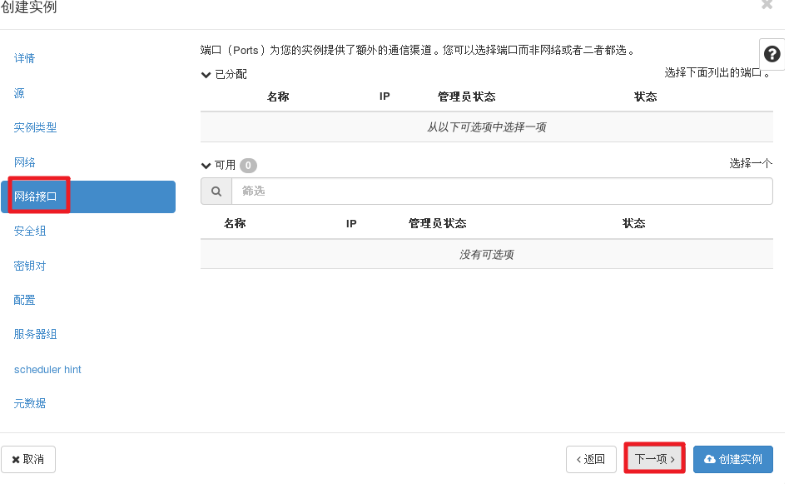 创建实例
×
详情
源
实例类型
网络
网络接口
安全组
密钥对
配置
服务器组
scheduler hint
元数据
端口（Ports）为您的实例提供了额外的通信渠道。您可以选择端口而非网络或者二者都选。
已分配 选择下面列出的端口。
名称 IP 管理员状态 状态
从以下可选项中选择一项
可用 0 选择一个
筛选
名称 IP 管理员状态 状态
没有可选项
?
×取消 <返回 下一项> 创建实例